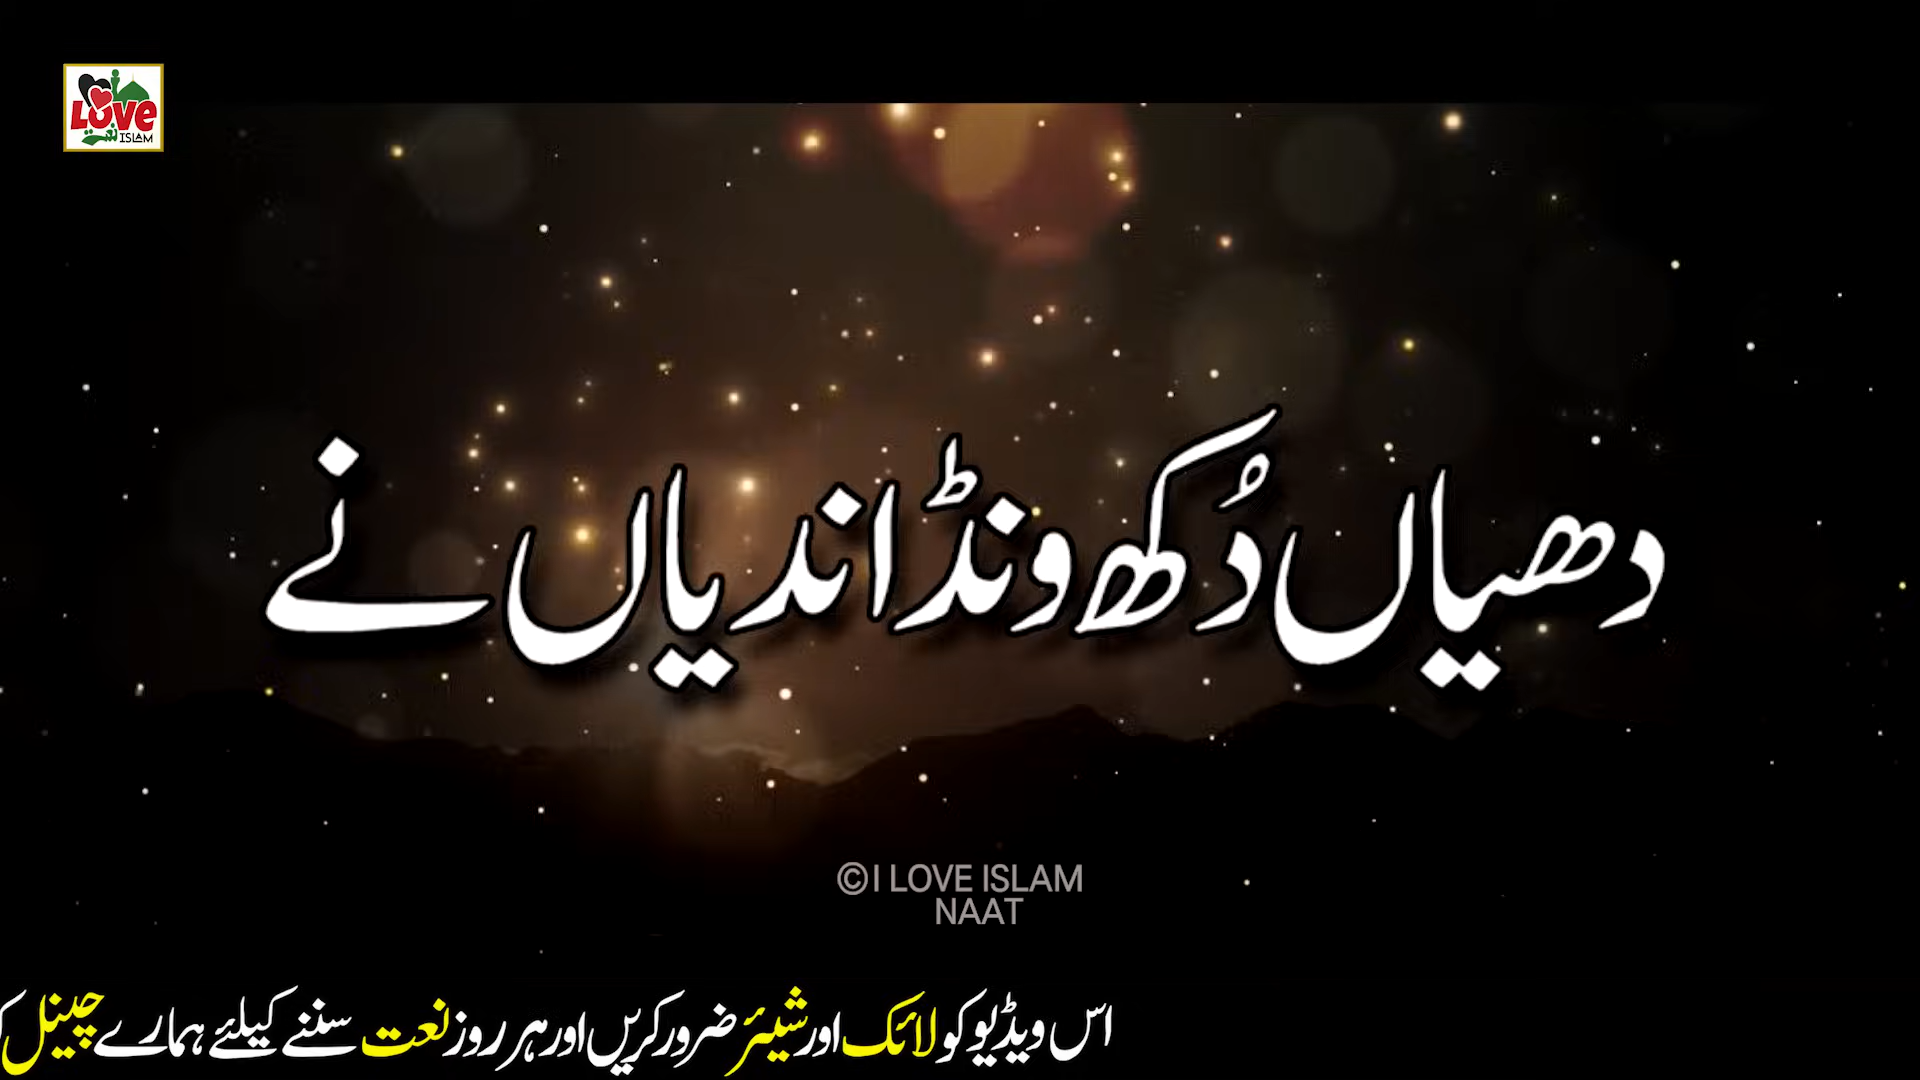 Love
نعت ISLAM
دھیاں دُکھ ونڈاندیاں نے
©I LOVE ISLAM
NAAT
اس ویڈیو کو لائک اور شیئر ضرور کریں اور ہر روز نعت سننے کیلئے ہمارے چینل